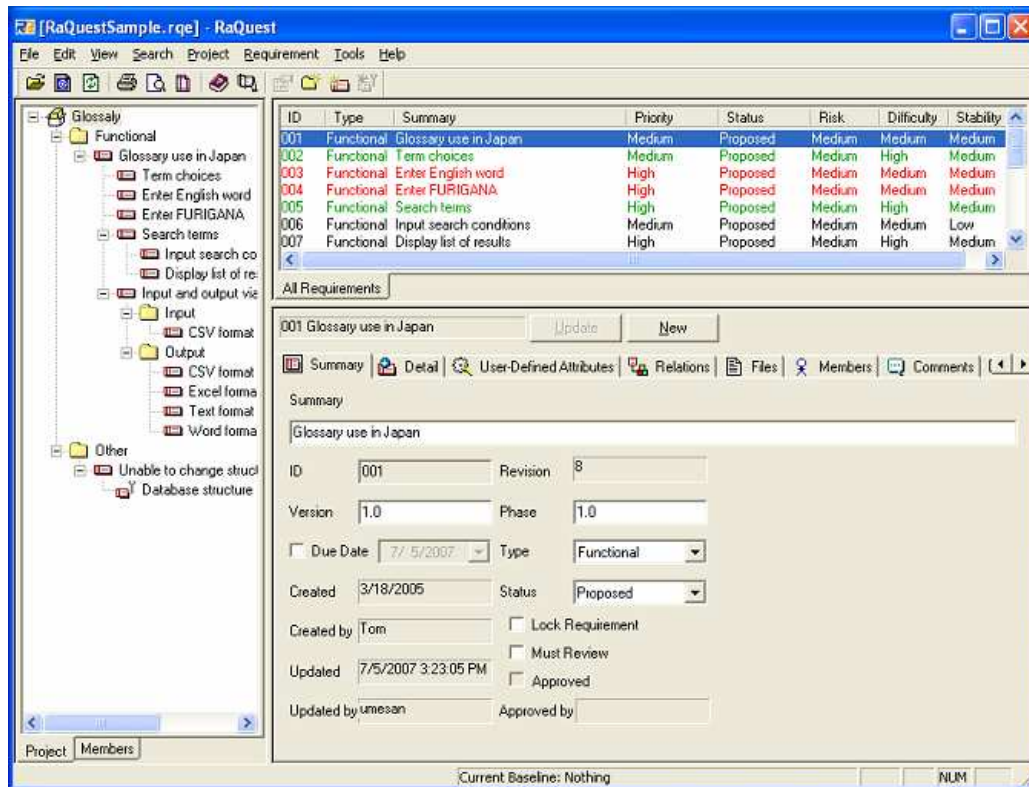 [RaQuestSample.rqe] - RaQuest
File Edit View Search Project Requirement Tools Help
Glossaly
Functional
Glossary use in Japan
Term choices
Enter English word
Enter FURIGANA
Search terms
Input search co
Display list of re
Input and output via
Input
CSV format
Output
CSV format
Excel forma
Text format
Word forma
Other
Unable to change struct
Database structure
Project Members
ID Type Summary Priority Status Risk Difficulty Stability
001 Functional Glossary use in Japan Medium Proposed Medium Medium Medium
002 Functional Term choices Medium Proposed Medium High Medium
003 Functional Enter English word High Proposed Medium Medium Medium
004 Functional Enter FURIGANA High Proposed Medium Medium Medium
005 Functional Search terms High Proposed Medium High Medium
006 Functional Input search conditions Medium Proposed Medium Medium Low
007 Functional Display list of results High Proposed Medium High Medium
All Requirements
001 Glossary use in Japan Update New
Summary Detail User-Defined Attributes Relations Files Members Comments
Summary
Glossary use in Japan
ID 001 Revision 8
Version 1.0 Phase 1.0
Due Date 7/ 5/2007 Type Functional
Created 3/18/2005 Status Proposed
Created by Tom Lock Requirement
Must Review
Updated 7/5/2007 3:23:05 PM
Approved
Updated by umesan Approved by
Current Baseline: Nothing NUM